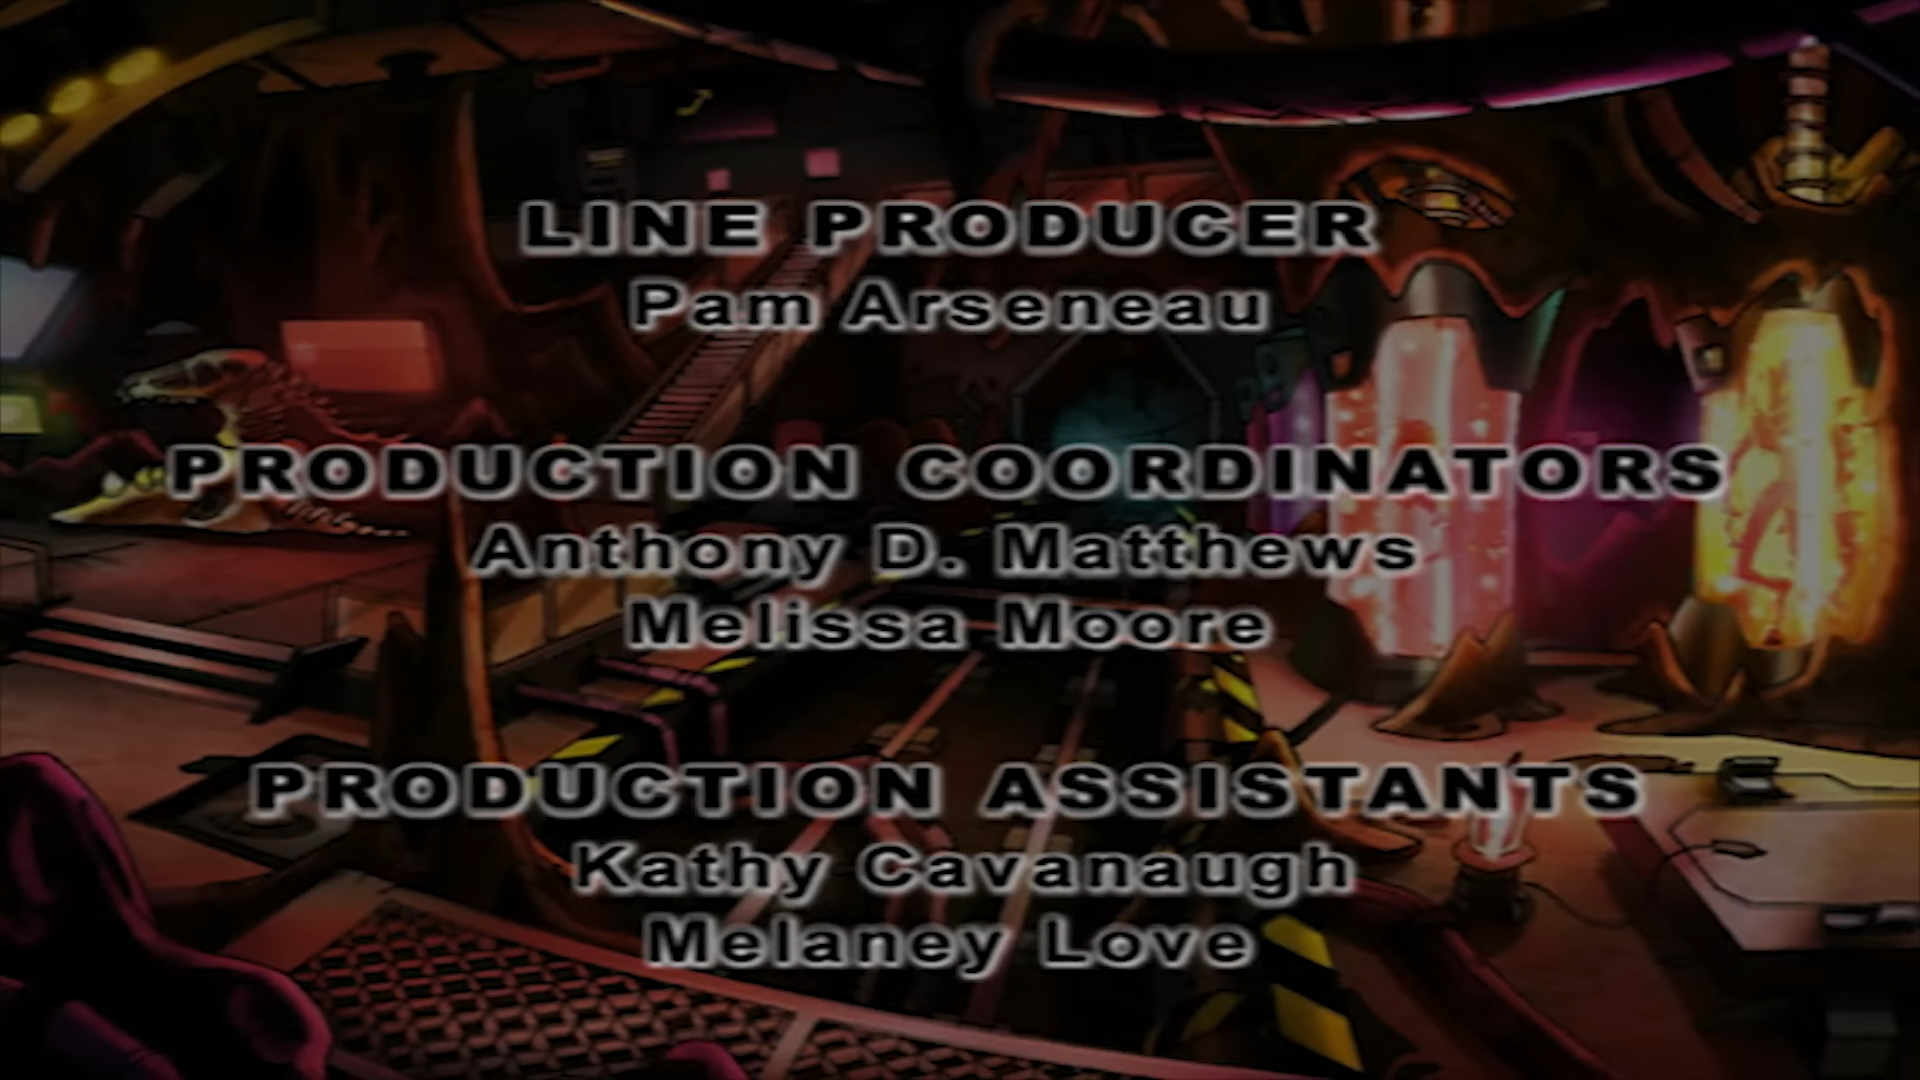 LINE PRODUCER
Pam Arseneau
PRODUCTION COORDINATORS
Anthony D. Matthews
Melissa Moore
PRODUCTION ASSISTANTS
Kathy Cavanaugh
Melaney Love